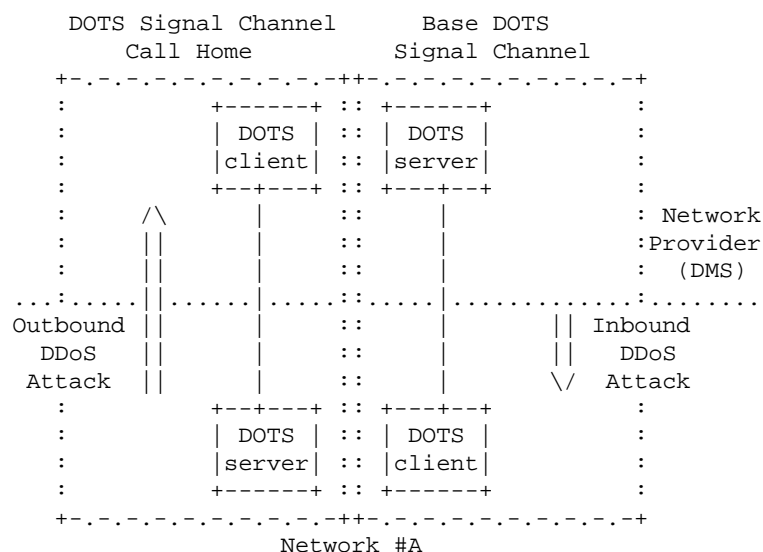 DOTS Signal Channel Base DOTS
Call Home Signal Channel
+-.-.-.-.-.-.-.-.-++-.-.-.-.-.-.-.-.-+
: +------+ :: +------+ :
: | DOTS | :: | DOTS | :
: |client| :: |server| :
: +--+---+ :: +---+--+ :
: /\ | :: | : Network
: || | :: | :Provider
: || | :: | : (DMS)
...:.....||......|.....::.....|.............:........
Outbound || | :: | || Inbound
DDoS || | :: | || DDoS
Attack || | :: | \/ Attack
: +--+---+ :: +---+--+ :
: | DOTS | :: | DOTS | :
: |server| :: |client| :
: +------+ :: +------+ :
+-.-.-.-.-.-.-.-.-++-.-.-.-.-.-.-.-.-+
Network #A